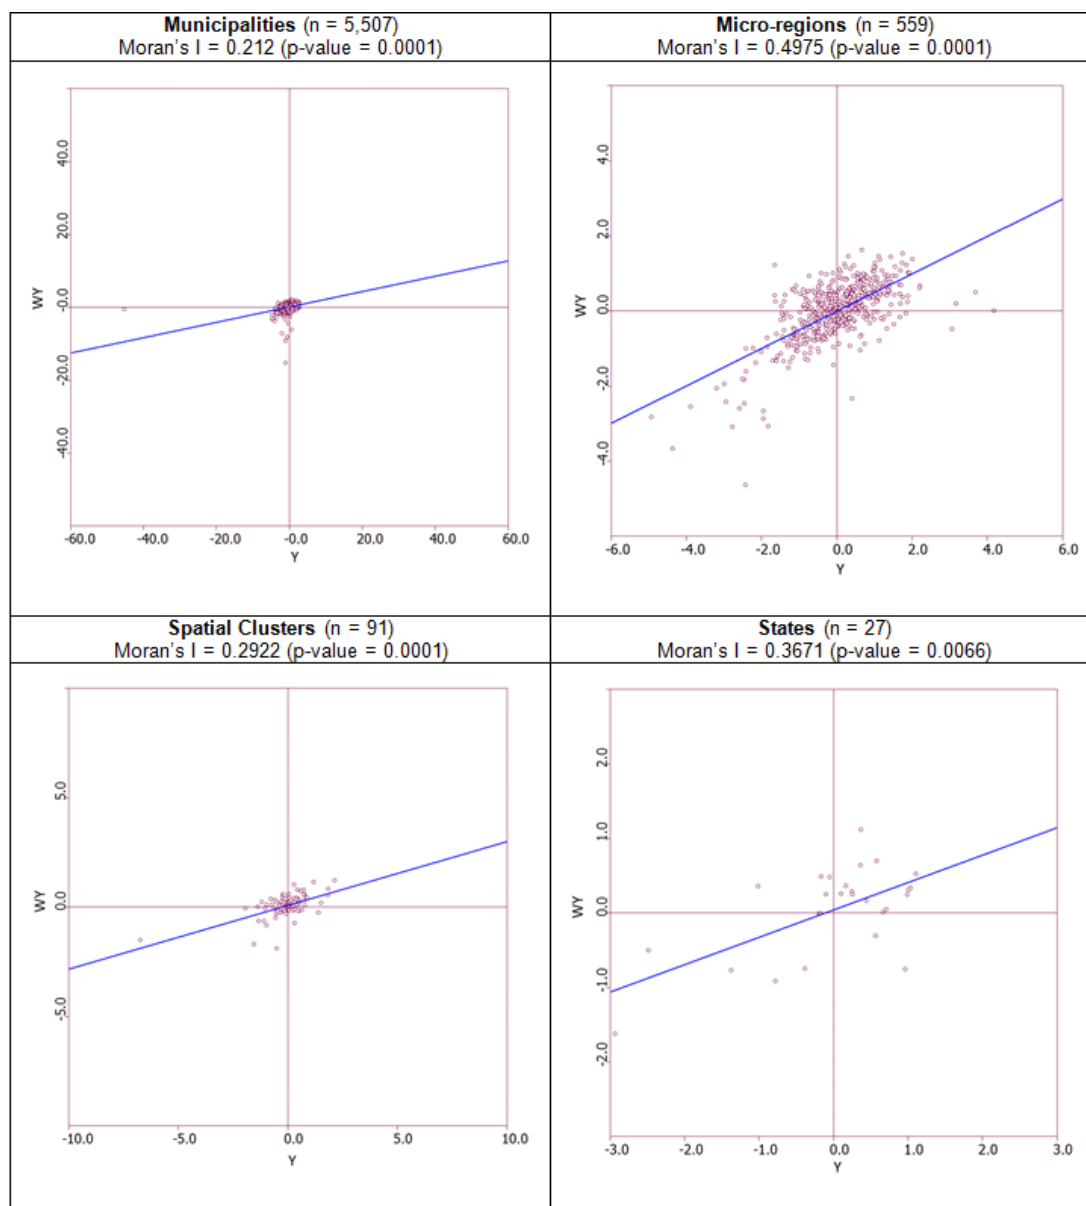 Municipalities (n = 5,507)
Moran's I = 0.212 (p-value = 0.0001)
Micro-regions (n = 559)
Moran's I = 0.4975 (p-value = 0.0001)
40.0
20.0
-0.0
-20.0
-40.0
WY
-60.0 -40.0 -20.0 -0.0 20.0 40.0 60.0
Y
4.0
2.0
0.0
-2.0
-4.0
WY
-6.0 -4.0 -2.0 0.0 2.0 4.0 6.0
Y
Spatial Clusters (n = 91)
Moran's I = 0.2922 (p-value = 0.0001)
States (n = 27)
Moran's I = 0.3671 (p-value = 0.0066)
5.0
0.0
-5.0
WY
-10.0 -5.0 0.0 5.0 10.0
Y
2.0
1.0
0.0
-1.0
-2.0
WY
-3.0 -2.0 -1.0 0.0 1.0 2.0 3.0
Y